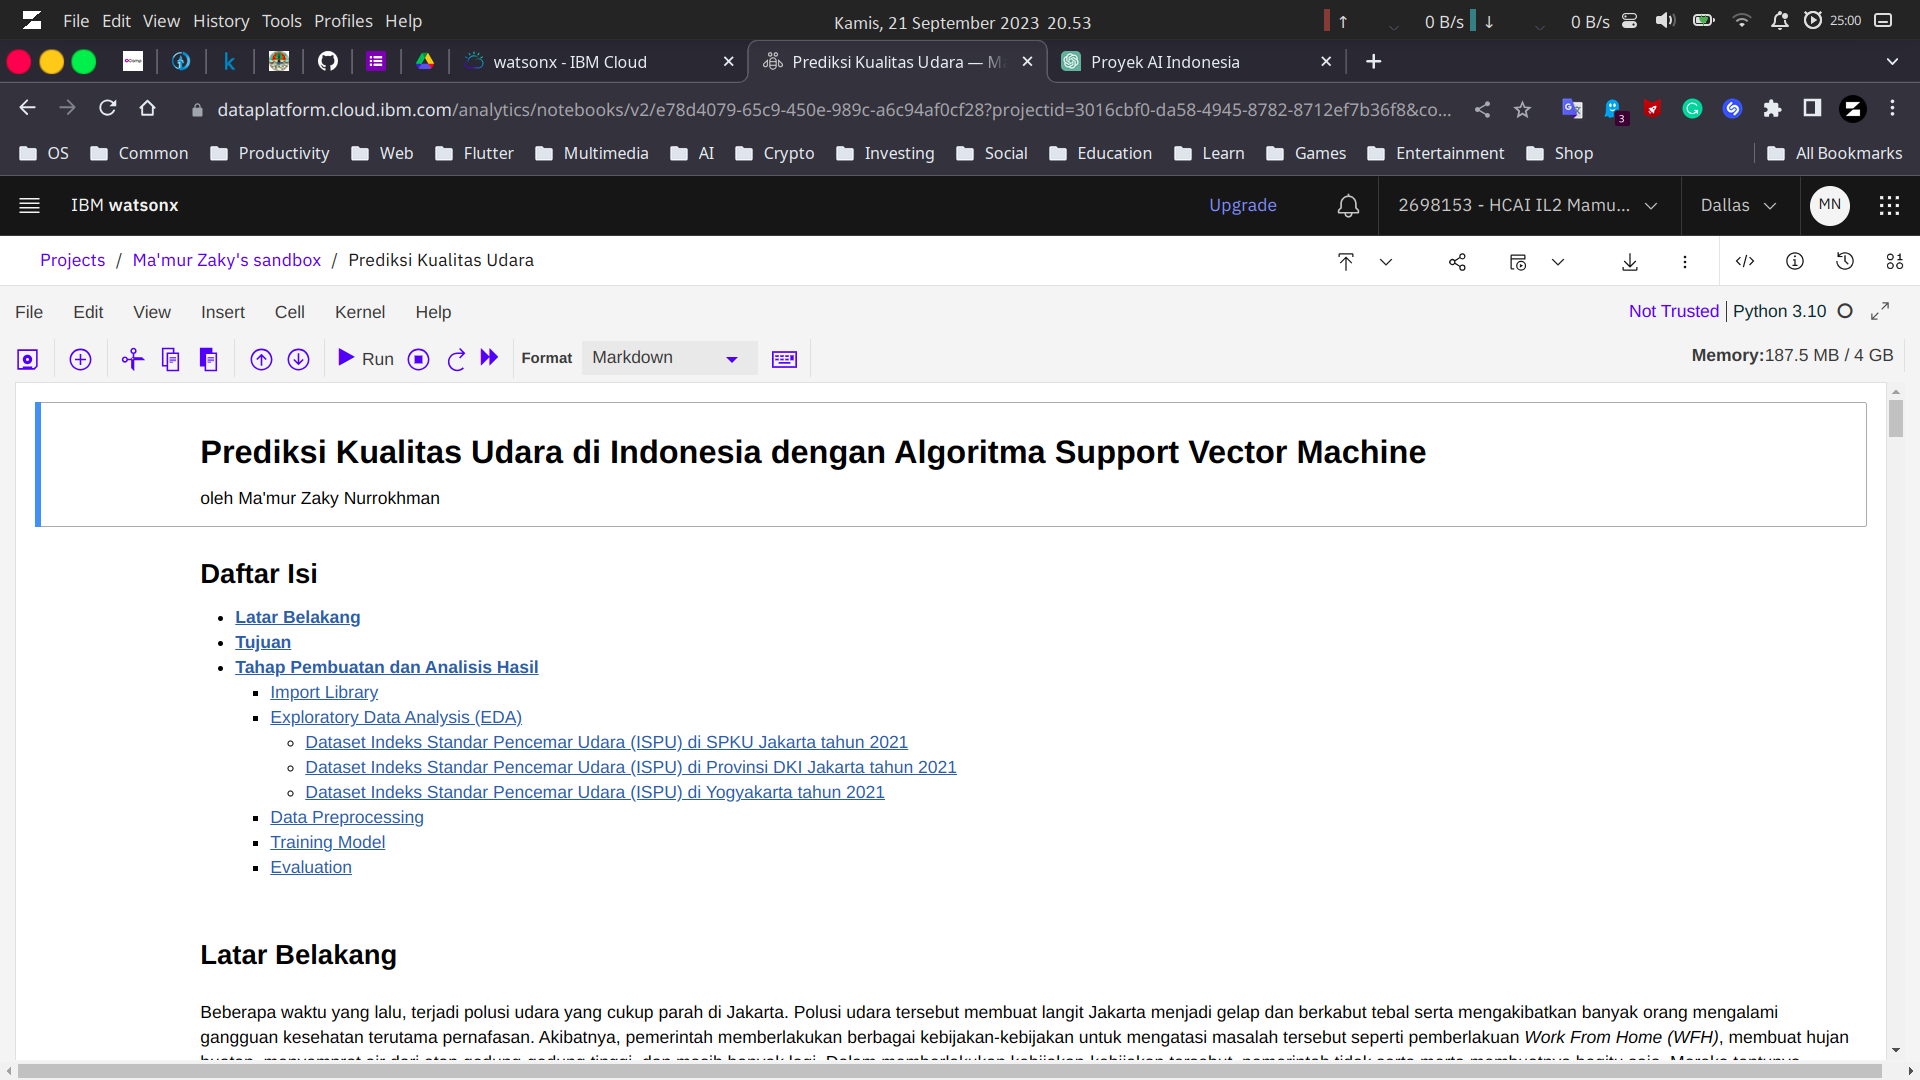 File Edit View History Tools Profiles Help
Kamis, 21 September 2023 20.53
0 B/s 0 B/s 25:00
watsonx - IBM Cloud
Prediksi Kualitas Udara — M
Proyek AI Indonesia
dataplatform.cloud.ibm.com/analytics/notebooks/v2/e78d4079-65c9-450e-989c-a6c94af0cf28?projectid=3016cbf0-da58-4945-8782-8712ef7b36f8&co...
3
OS Common Productivity Web Flutter Multimedia AI Crypto Investing Social Education Learn Games Entertainment Shop All Bookmarks
IBM watsonx Upgrade 2698153 - HCAI IL2 Mamu... Dallas MN
Projects / Ma'mur Zaky's sandbox / Prediksi Kualitas Udara
File Edit View Insert Cell Kernel Help Not Trusted Python 3.10
Run Format Markdown Memory:187.5 MB / 4 GB
Prediksi Kualitas Udara di Indonesia dengan Algoritma Support Vector Machine
oleh Ma'mur Zaky Nurrokhman
Daftar Isi
Latar Belakang
Tujuan
Tahap Pembuatan dan Analisis Hasil
Import Library
Exploratory Data Analysis (EDA)
Dataset Indeks Standar Pencemar Udara (ISPU) di SPKU Jakarta tahun 2021
Dataset Indeks Standar Pencemar Udara (ISPU) di Provinsi DKI Jakarta tahun 2021
Dataset Indeks Standar Pencemar Udara (ISPU) di Yogyakarta tahun 2021
Data Preprocessing
Training Model
Evaluation
Latar Belakang
Beberapa waktu yang lalu, terjadi polusi udara yang cukup parah di Jakarta. Polusi udara tersebut membuat langit Jakarta menjadi gelap dan berkabut tebal serta mengakibatkan banyak orang mengalami
gangguan kesehatan terutama pernafasan. Akibatnya, pemerintah memberlakukan berbagai kebijakan-kebijakan untuk mengatasi masalah tersebut seperti pemberlakuan Work From Home (WFH), membuat hujan